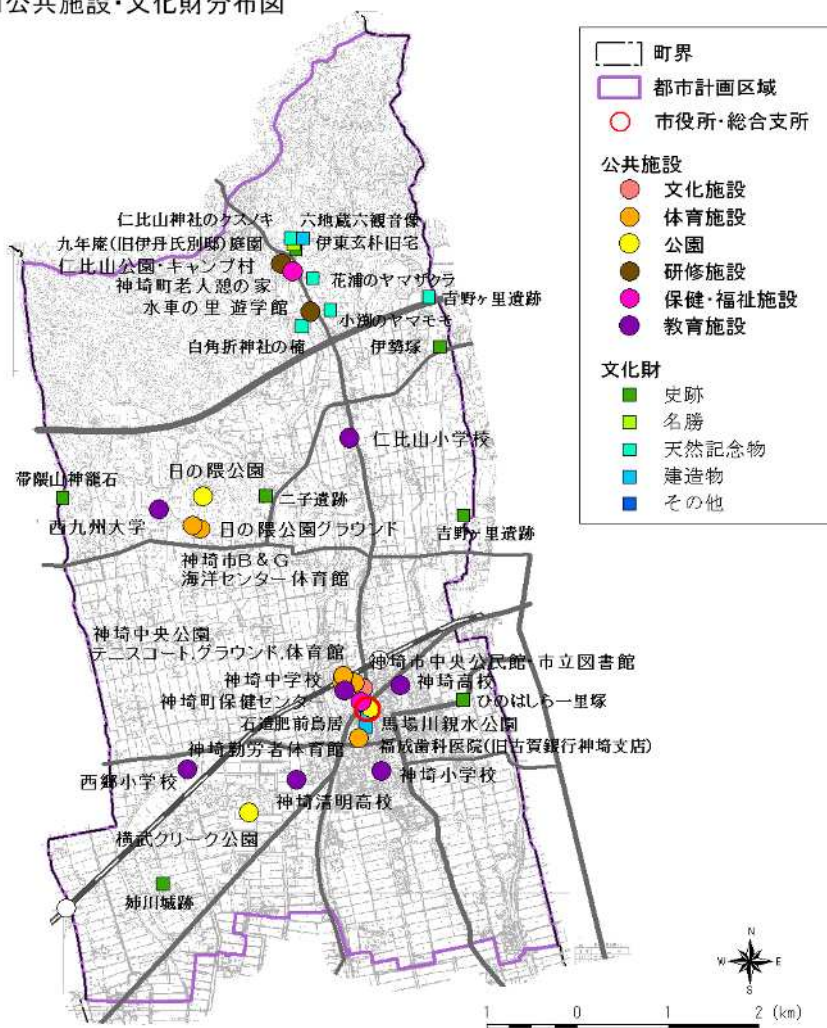 公共施設・文化財分布図
町界
都市計画区域
市役所・総合支所
公共施設
文化施設
体育施設
公園
研修施設
保健・福祉施設
教育施設
文化財
史跡
名勝
天然記念物
建造物
その他
仁比山神社のクスノキ
六地蔵六観音像
九年庵(旧伊丹氏別邸)庭園
伊東玄朴旧宅
仁比山公園・キャンプ村
神埼町老人憩の家
花浦のヤマザクラ
吉野ヶ里遺跡
水車の里 遊学館
小渕のヤマモモ
白角折神社の楠
伊勢塚
仁比山小学校
日の隈公園
帯隈山神籠石
二子遺跡
西九州大学
日の隈公園グラウンド
吉野ヶ里遺跡
神埼市B&G
海洋センター体育館
神埼中央公園
テニスコート,グラウンド,体育館
神埼市中央公民館・市立図書館
神埼中学校
神埼高校
神埼町保健センタ
ひのはしら一里塚
石造肥前鳥居
馬場川親水公園
神埼勤労者体育館
福成歯科医院(旧古賀銀行神埼支店)
西郷小学校
神埼小学校
神埼清明高校
横武クリーク公園
姉川城跡
N
W
E
S
1
0
1
2 (km)